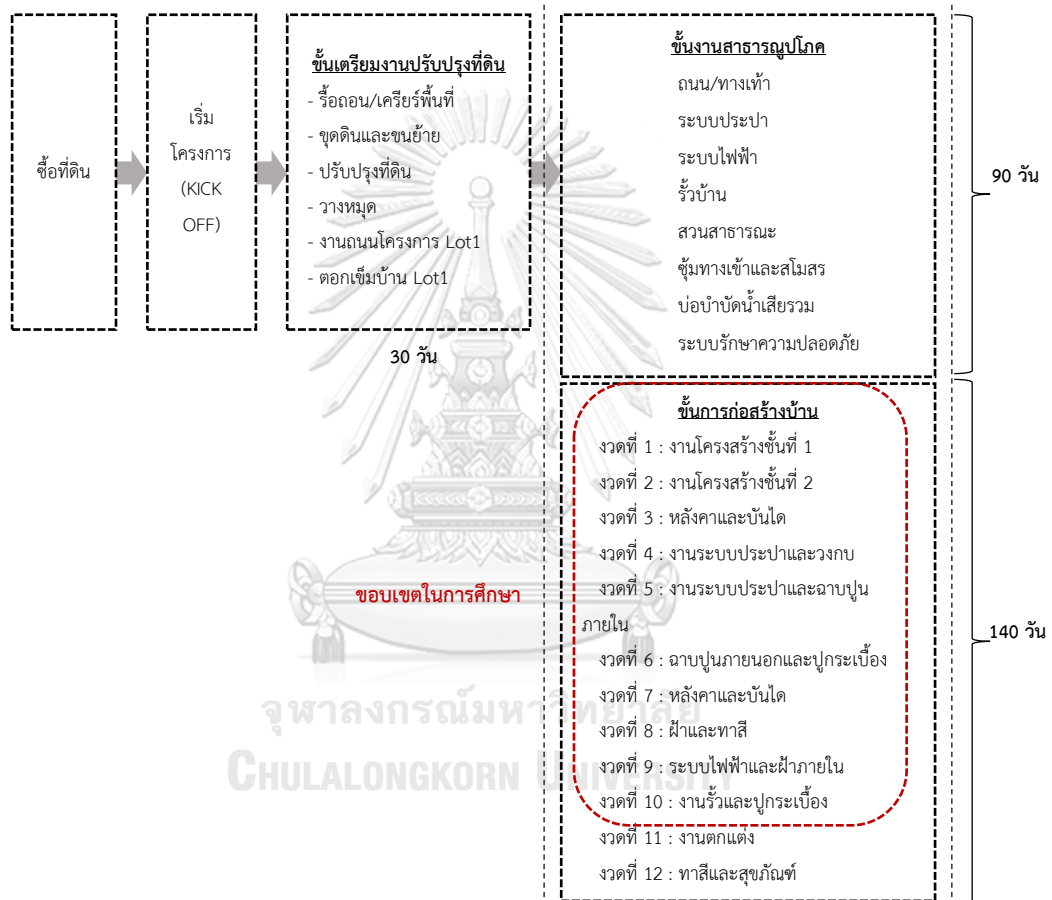 ซื้อที่ดิน
เริ่ม
โครงการ
(KICK
OFF)
ขั้นเตรียมงานปรับปรุงที่ดิน
- รื้อถอน/เครียร์พื้นที่
- ขุดดินและขนย้าย
- ปรับปรุงที่ดิน
- วางหมุด
- งานถนนโครงการ Lot1
- ตอกเข็มบ้าน Lot1
30 วัน
ขั้นงานสาธารณูปโภค
ถนน/ทางเท้า
ระบบประปา
ระบบไฟฟ้า
รั้วบ้าน
สวนสาธารณะ
ซุ้มทางเข้าและสโมสร
บ่อบำบัดน้ำเสียรวม
ระบบรักษาความปลอดภัย
90 วัน
ขั้นการก่อสร้างบ้าน
งวดที่ 1 : งานโครงสร้างชั้นที่ 1
งวดที่ 2 : งานโครงสร้างชั้นที่ 2
งวดที่ 3 : หลังคาและบันได
งวดที่ 4 : งานระบบประปาและวงกบ
งวดที่ 5 : งานระบบประปาและฉาบปูน
ภายใน
งวดที่ 6 : ฉาบปูนภายนอกและปูกระเบื้อง
งวดที่ 7 : หลังคาและบันได
งวดที่ 8 : ฝ้าและทาสี
งวดที่ 9 : ระบบไฟฟ้าและฝ้าภายใน
งวดที่ 10 : งานรั้วและปูกระเบื้อง
งวดที่ 11 : งานตกแต่ง
งวดที่ 12 : ทาสีและสุขภัณฑ์
140 วัน
ขอบเขตในการศึกษา
จุฬาลงกรณ์มหาวิทยาลัย
CHULALONGKORN UNIVERSITY